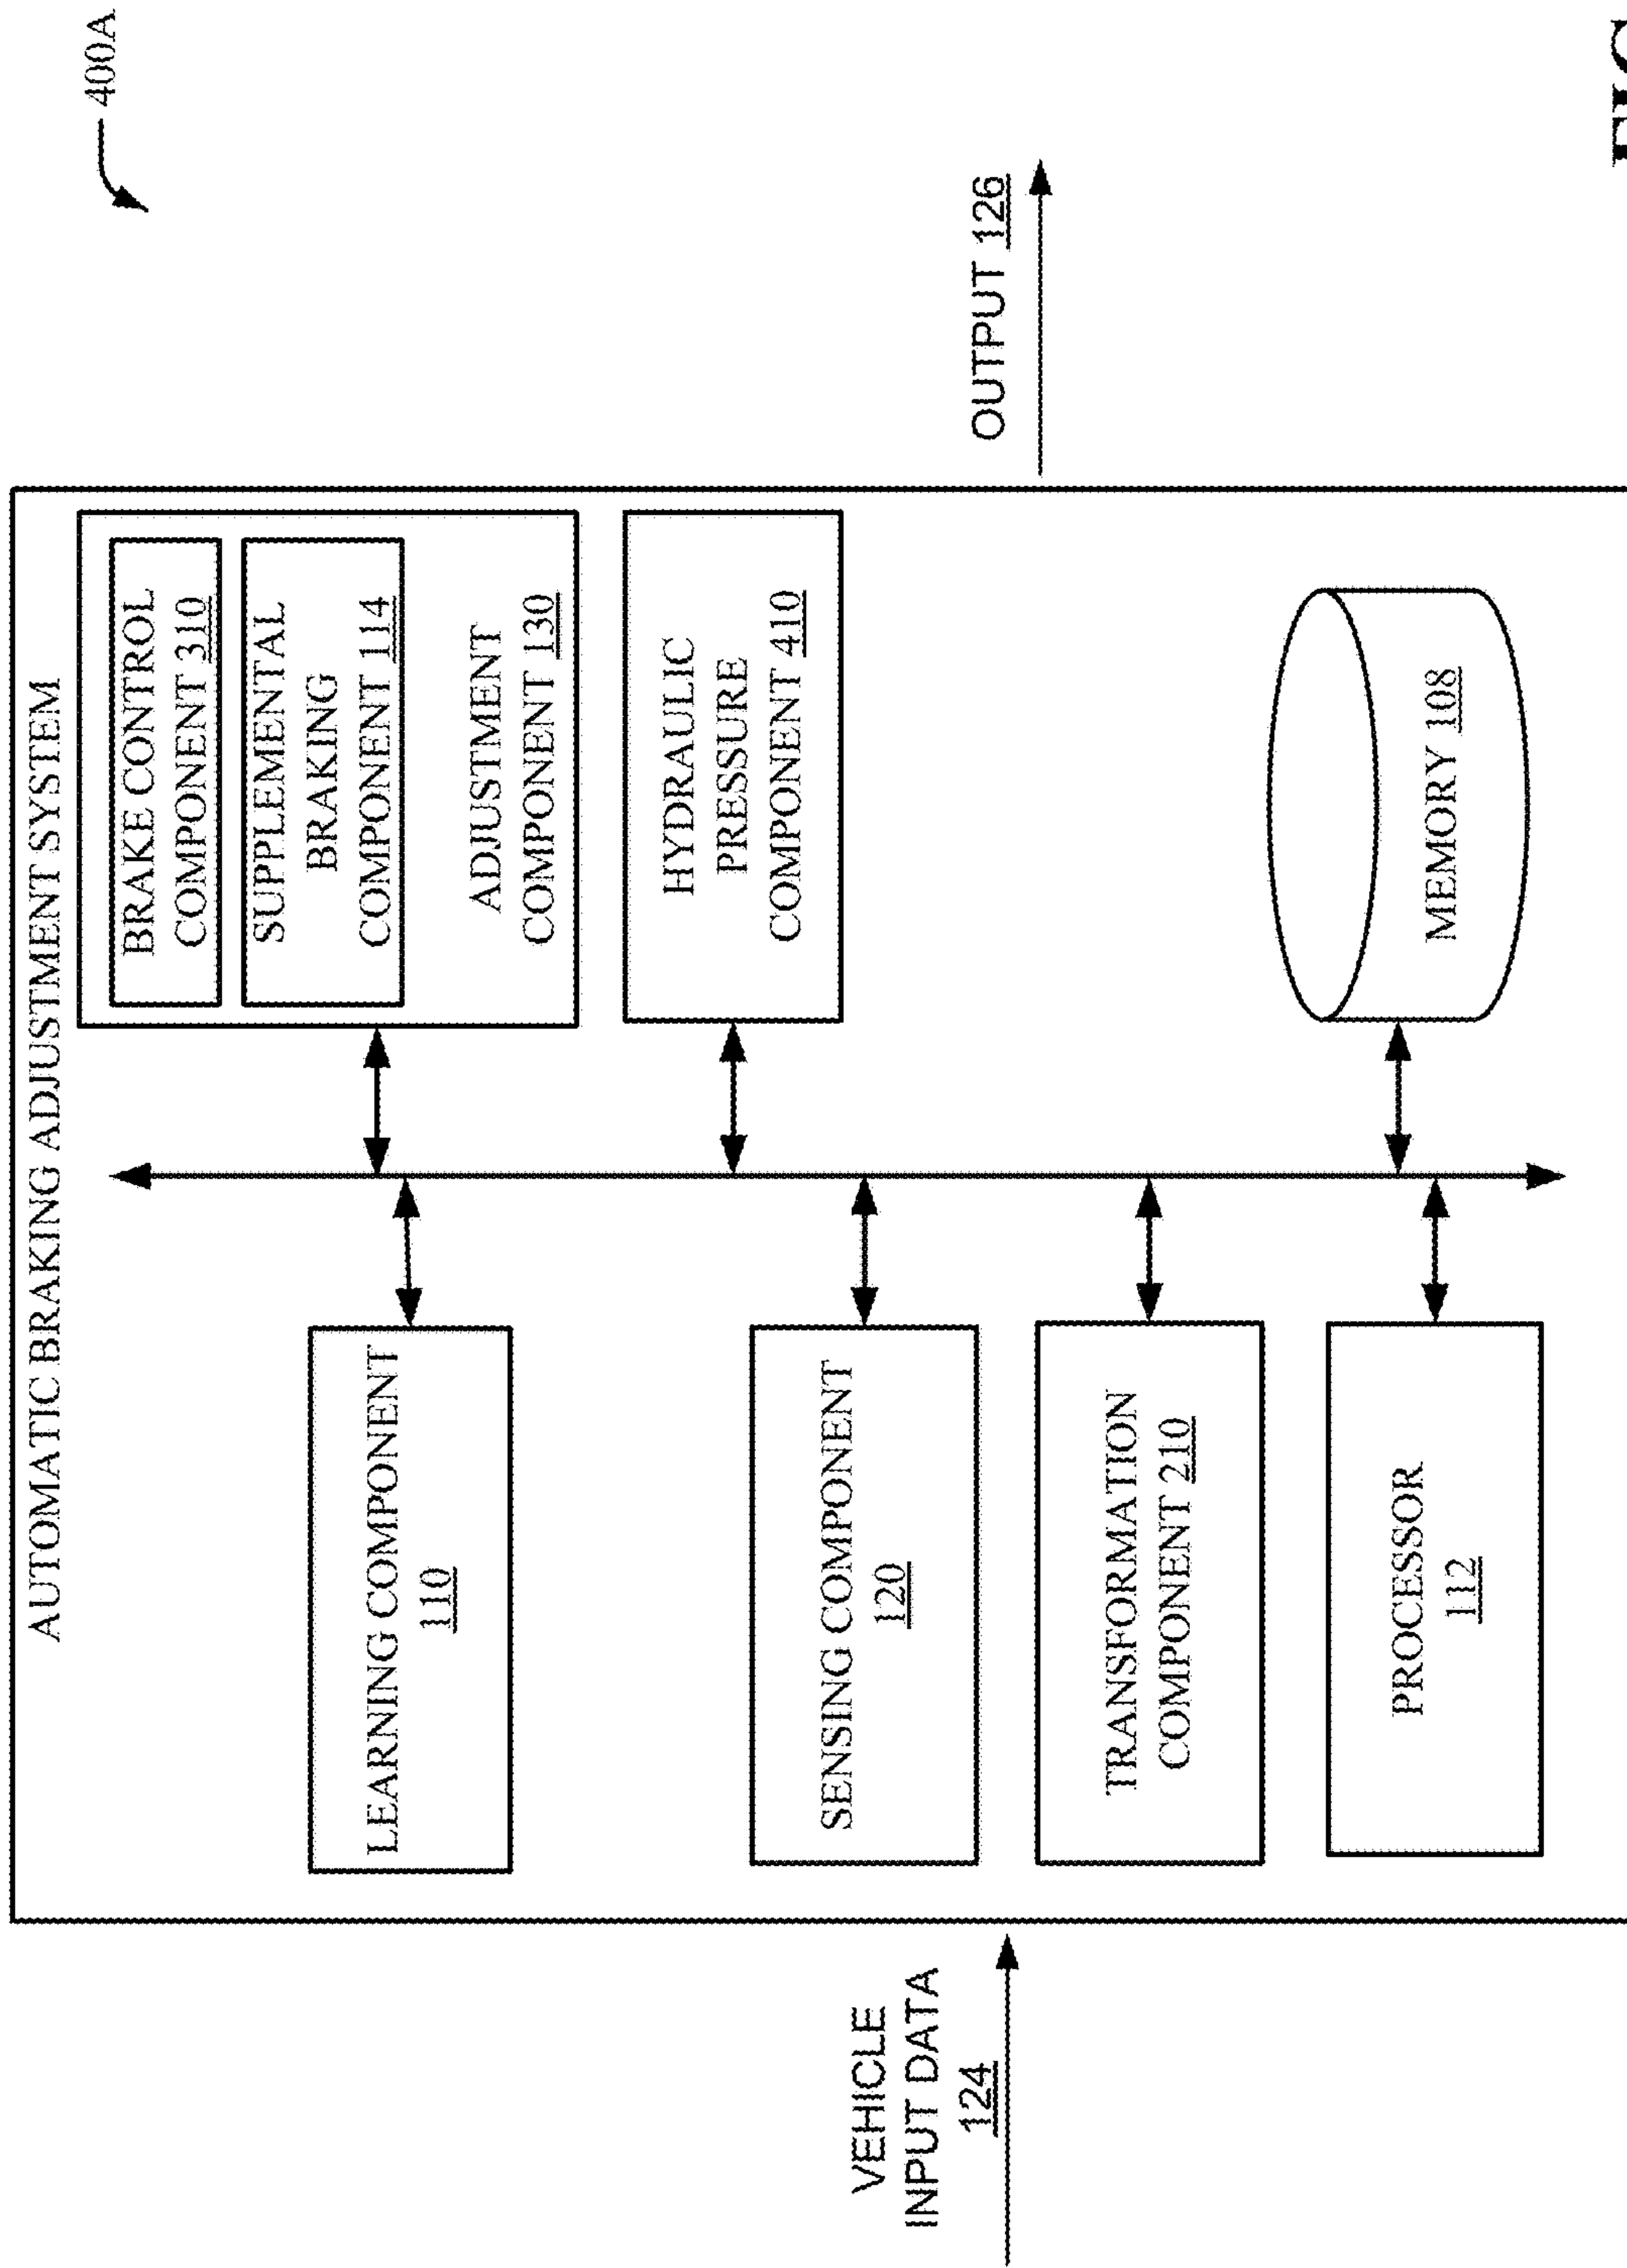 400A
AUTOMATIC BRAKING ADJUSTMENT SYSTEM
VEHICLE
INPUT DATA
124
LEARNING COMPONENT
110
SENSING COMPONENT
120
TRANSFORMATION
COMPONENT 210
PROCESSOR
112
BRAKE CONTROL
COMPONENT 310
SUPPLEMENTAL
BRAKING
COMPONENT 114
ADJUSTMENT
COMPONENT 130
HYDRAULIC
PRESSURE
COMPONENT 410
MEMORY 108
OUTPUT 126